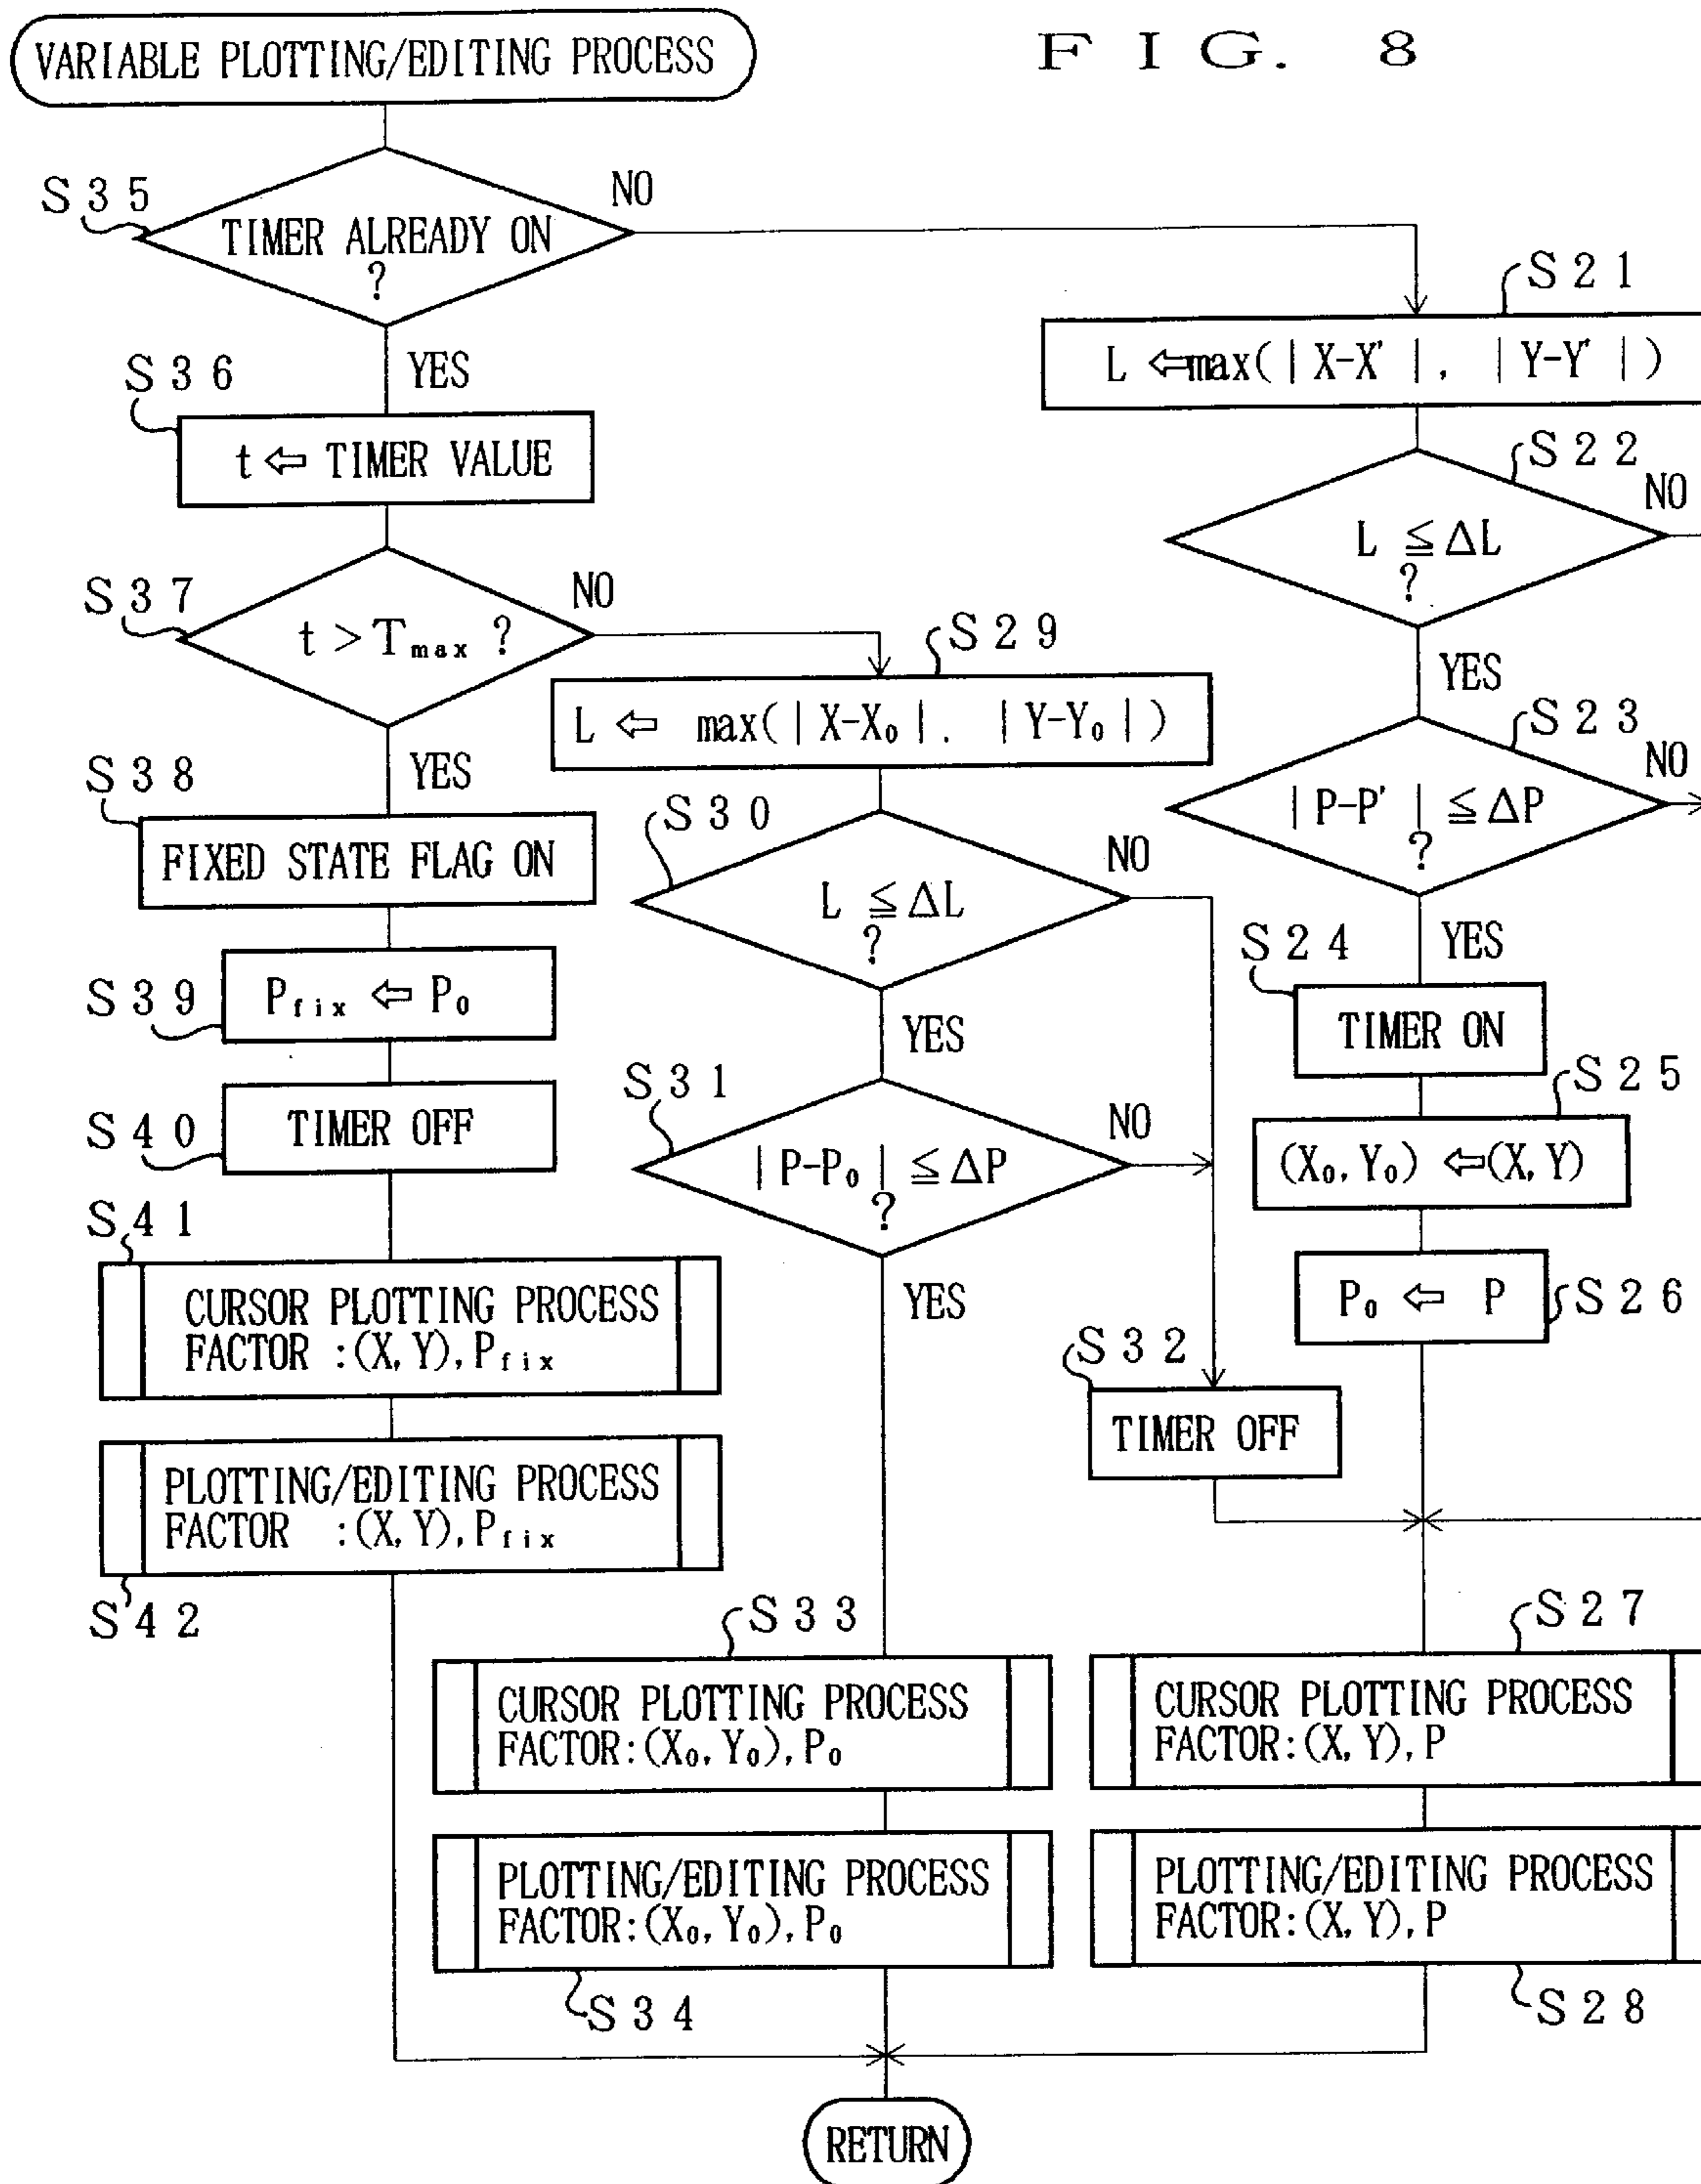 FIG. 8
VARIABLE PLOTTING/EDITING PROCESS
S35
TIMER ALREADY ON
?
NO
YES
S36
t ⇐ TIMER VALUE
S37
t > Tmax ?
NO
YES
S38
FIXED STATE FLAG ON
S39
Pfix ⇐ P₀
S40
TIMER OFF
S41
CURSOR PLOTTING PROCESS
FACTOR :(X, Y), Pfix
PLOTTING/EDITING PROCESS
FACTOR :(X, Y), Pfix
S42
S29
L ⇐ max(|X-X₀|, |Y-Y₀|)
S30
L ≦ ΔL
?
NO
YES
S31
|P-P₀| ≦ ΔP
?
NO
YES
S32
TIMER OFF
S33
CURSOR PLOTTING PROCESS
FACTOR:(X₀, Y₀), P₀
PLOTTING/EDITING PROCESS
FACTOR:(X₀, Y₀), P₀
S34
S21
L ⇐max(|X-X'|, |Y-Y'|)
S22
L ≦ ΔL
?
NO
YES
S23
|P-P'| ≦ ΔP
?
NO
YES
S24
TIMER ON
S25
(X₀, Y₀) ⇐(X, Y)
P₀ ⇐ P
S26
S27
CURSOR PLOTTING PROCESS
FACTOR:(X, Y), P
PLOTTING/EDITING PROCESS
FACTOR:(X, Y), P
S28
RETURN